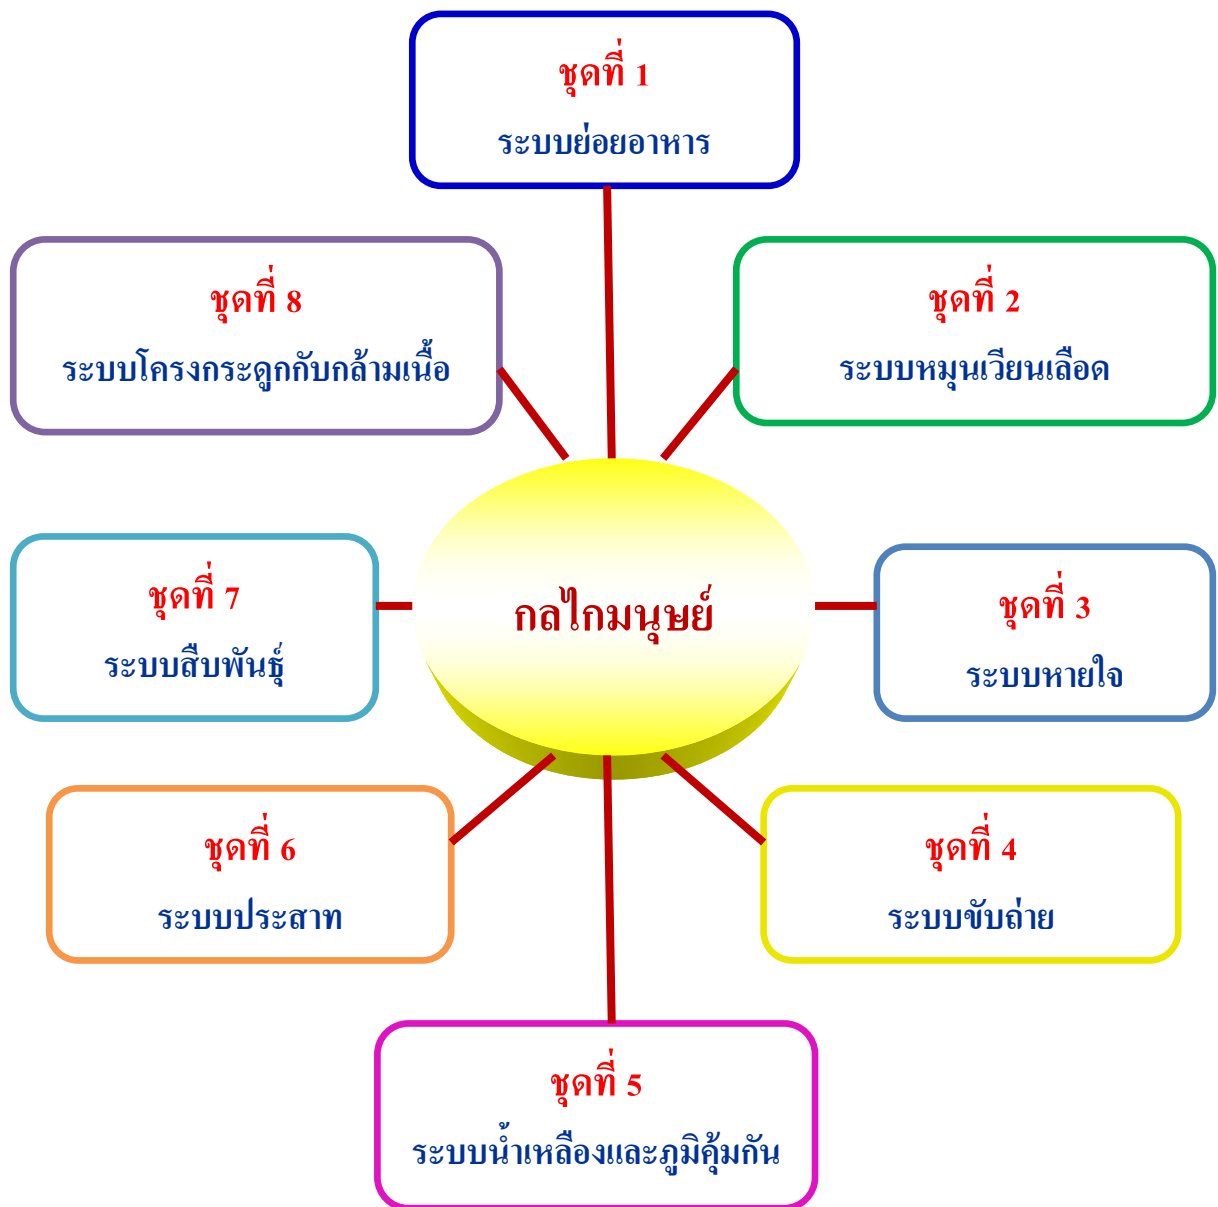 ชุดที่ 1
ระบบย่อยอาหาร
ชุดที่ 8
ระบบโครงกระดูกกับกล้ามเนื้อ
ชุดที่ 2
ระบบหมุนเวียนเลือด
กลไกมนุษย์
ชุดที่ 7
ระบบสืบพันธุ์
ชุดที่ 3
ระบบหายใจ
ชุดที่ 6
ระบบประสาท
ชุดที่ 4
ระบบขับถ่าย
ชุดที่ 5
ระบบน้ำเหลืองและภูมิคุ้มกัน